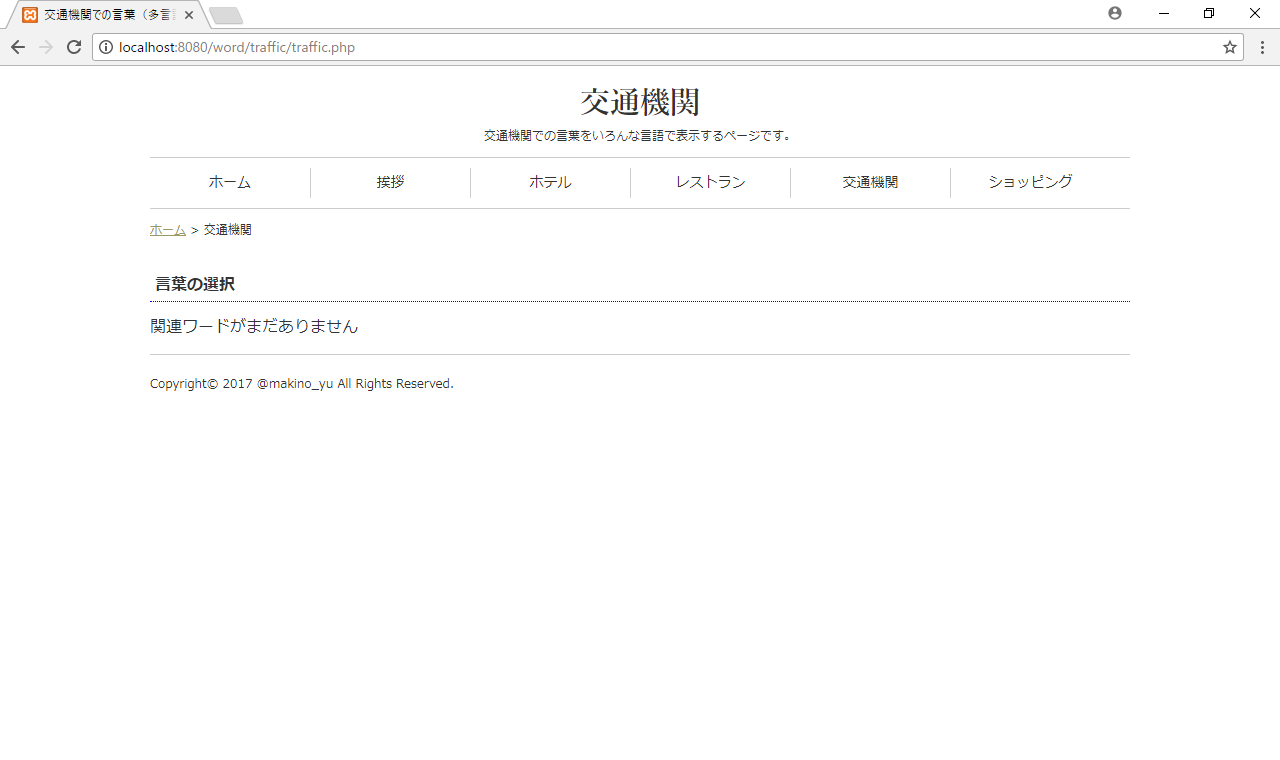 交通機関での言葉（多言
localhost:8080/word/traffic/traffic.php
交通機関
交通機関での言葉をいろんな言語で表示するページです。
ホーム 挨拶 ホテル レストラン 交通機関 ショッピング
ホーム > 交通機関
言葉の選択
関連ワードがまだありません
Copyright© 2017 @makino_yu All Rights Reserved.